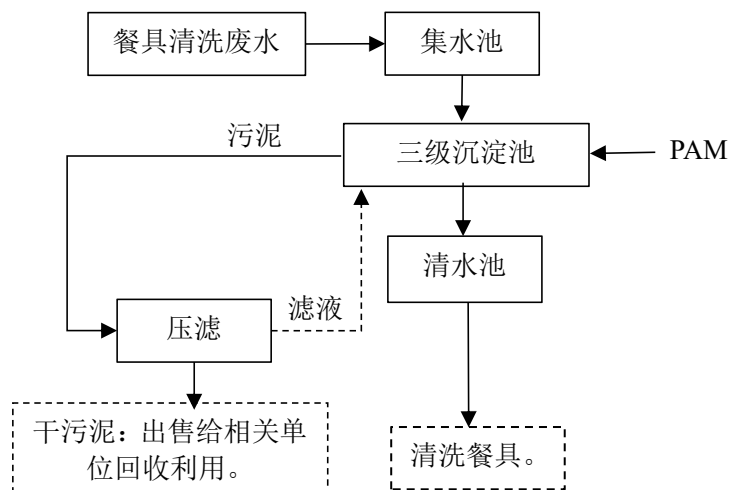 餐具清洗废水
集水池
污泥
三级沉淀池
PAM
清水池
滤液
压滤
干污泥：出售给相关单
位回收利用。
清洗餐具。